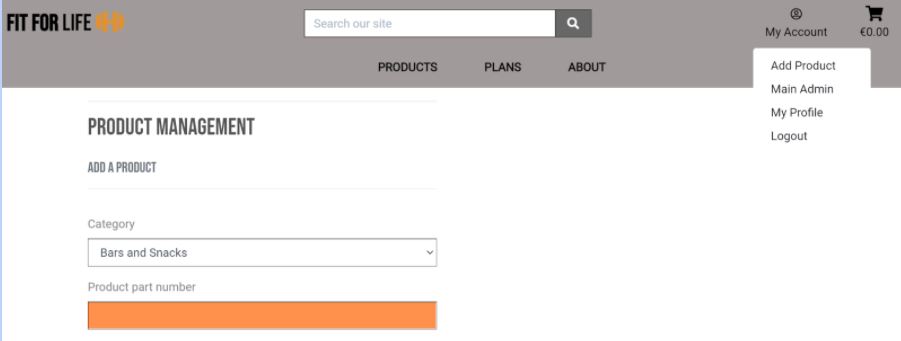 FIT FOR LIFE
Search our site
My Account
€0.00
PRODUCTS PLANS ABOUT
Add Product
Main Admin
My Profile
Logout
PRODUCT MANAGEMENT
ADD A PRODUCT
Category
Bars and Snacks
Product part number